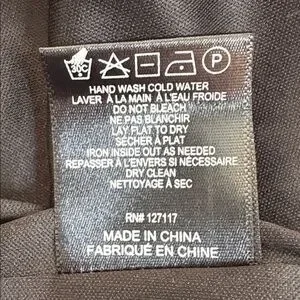 30C P
HAND WASH COLD WATER
LAVER À LA MAIN À L'EAU FROIDE
DO NOT BLEACH
NE PAS BLANCHIR
LAY FLAT TO DRY
SÉCHER À PLAT
IRON INSIDE OUT AS NEEDED
REPASSER À L'ENVERS SI NÉCESSAIRE
DRY CLEAN
NETTOYAGE À SEC
RN# 127117
MADE IN CHINA
FABRIQUÉ EN CHINE